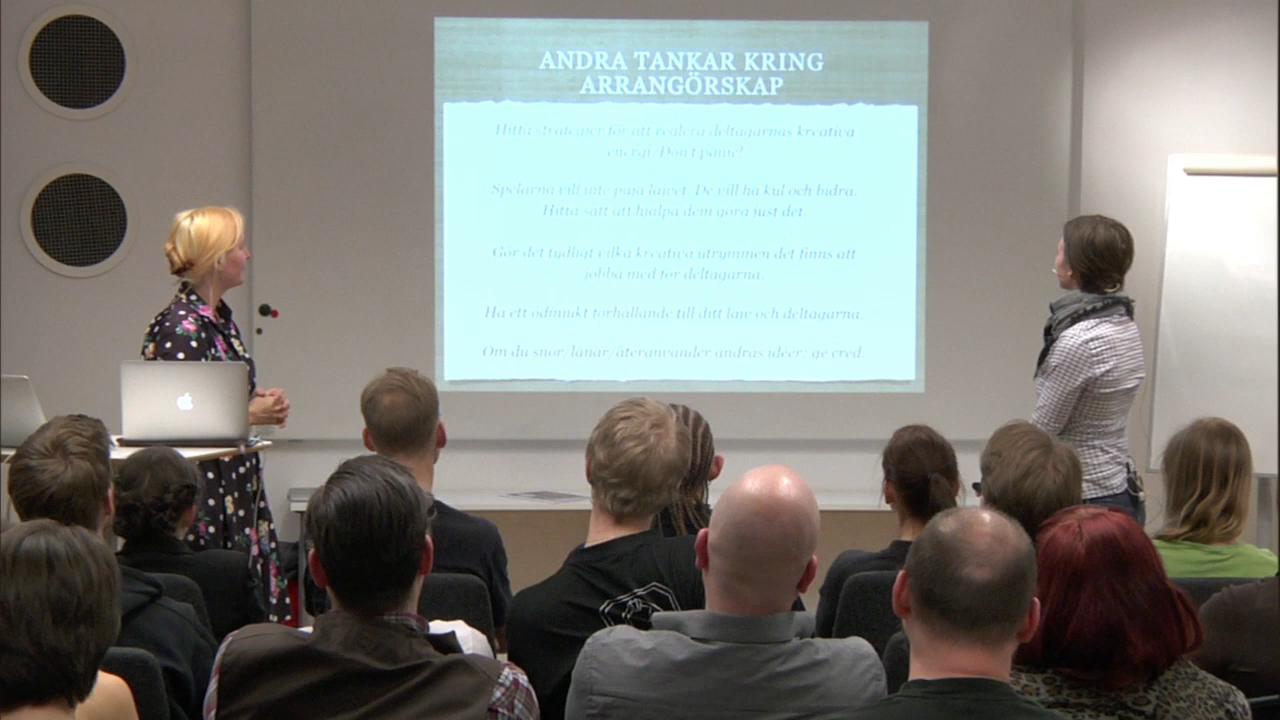 ANDRA TANKAR KRING
ARRANGÖRSKAP
Hitta strategier för att realera deltagarnas kreativa
energi. Don't panic!
Spelarna vill inte paja lajvet. De vill ha kul och bidra.
Hitta sätt att hjälpa dem göra just det.
Gör det tydligt vilka kreativa utrymmen det finns att
jobba med för deltagarna.
Ha ett ödmjukt förhållande till ditt lajv och deltagarna.
Om du snor/lånar/återanvänder andras idéer: ge cred.